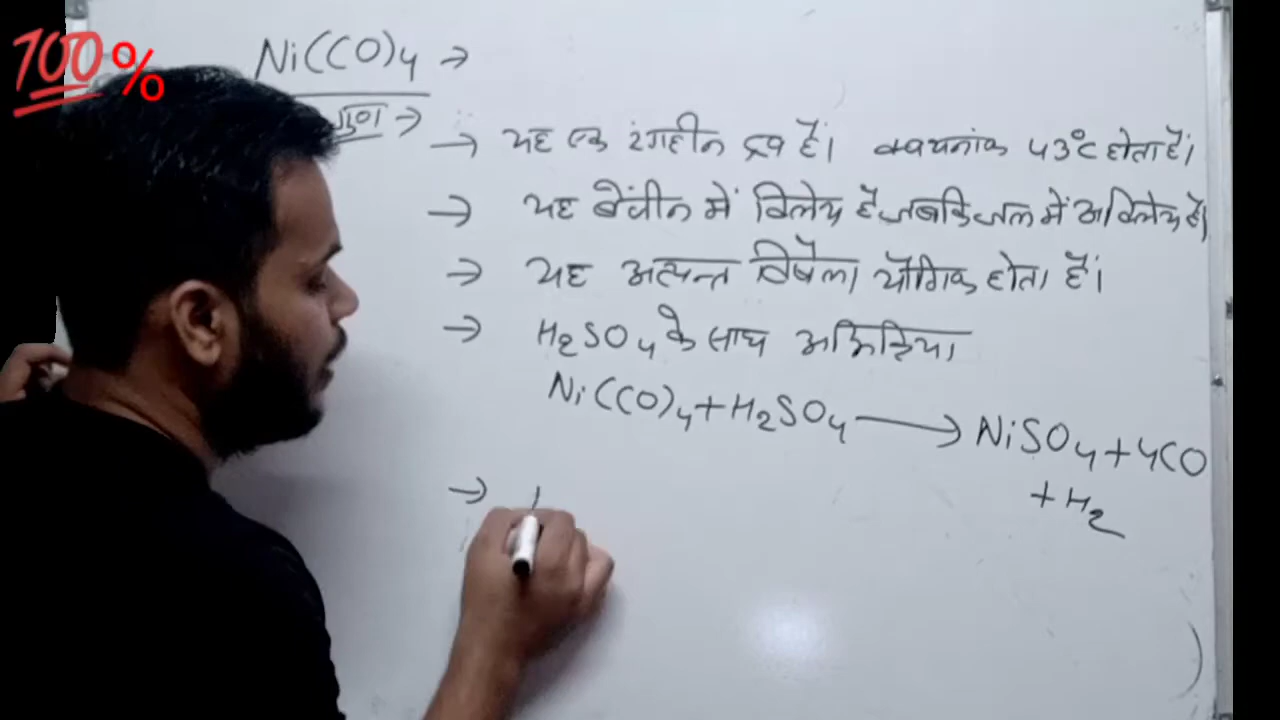 100 %
Ni(CO)4 →
गुण →
→ यह एक रंगहीन द्रव है। क्वथनांक 43°C होता है।
→ यह बेंजीन में विलेय है जबकि जल में अविलेय है।
→ यह अत्यन्त विषैला यौगिक होता है।
→ H2SO4 के साथ अभिक्रिया
Ni(CO)4 + H2SO4 → NiSO4 + 4CO
+ H2
→